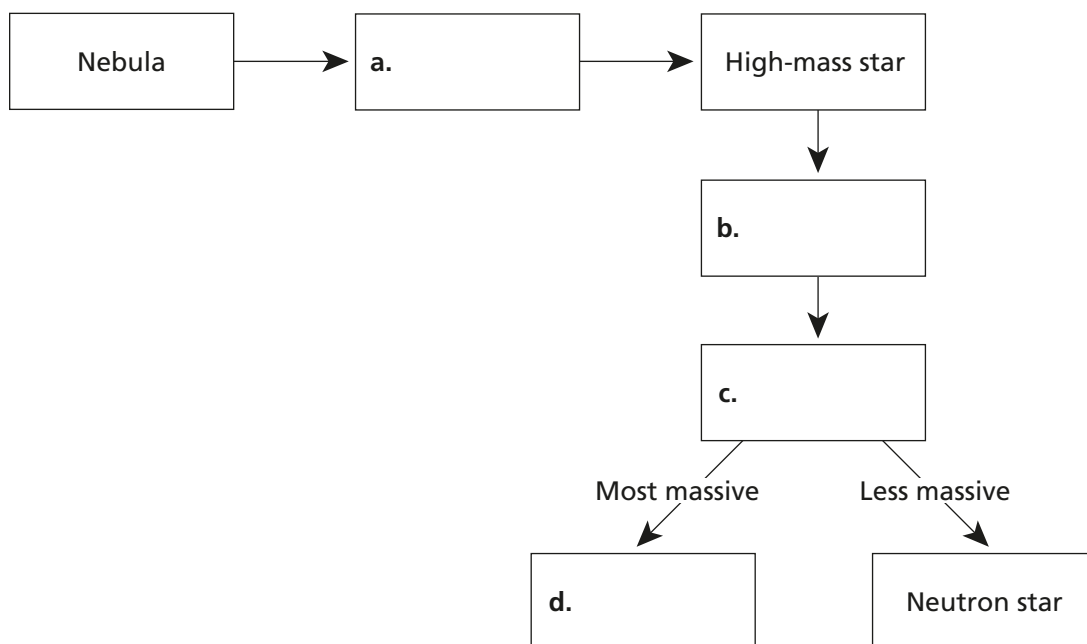 Nebula
a.
High-mass star
b.
c.
Most massive
Less massive
d.
Neutron star